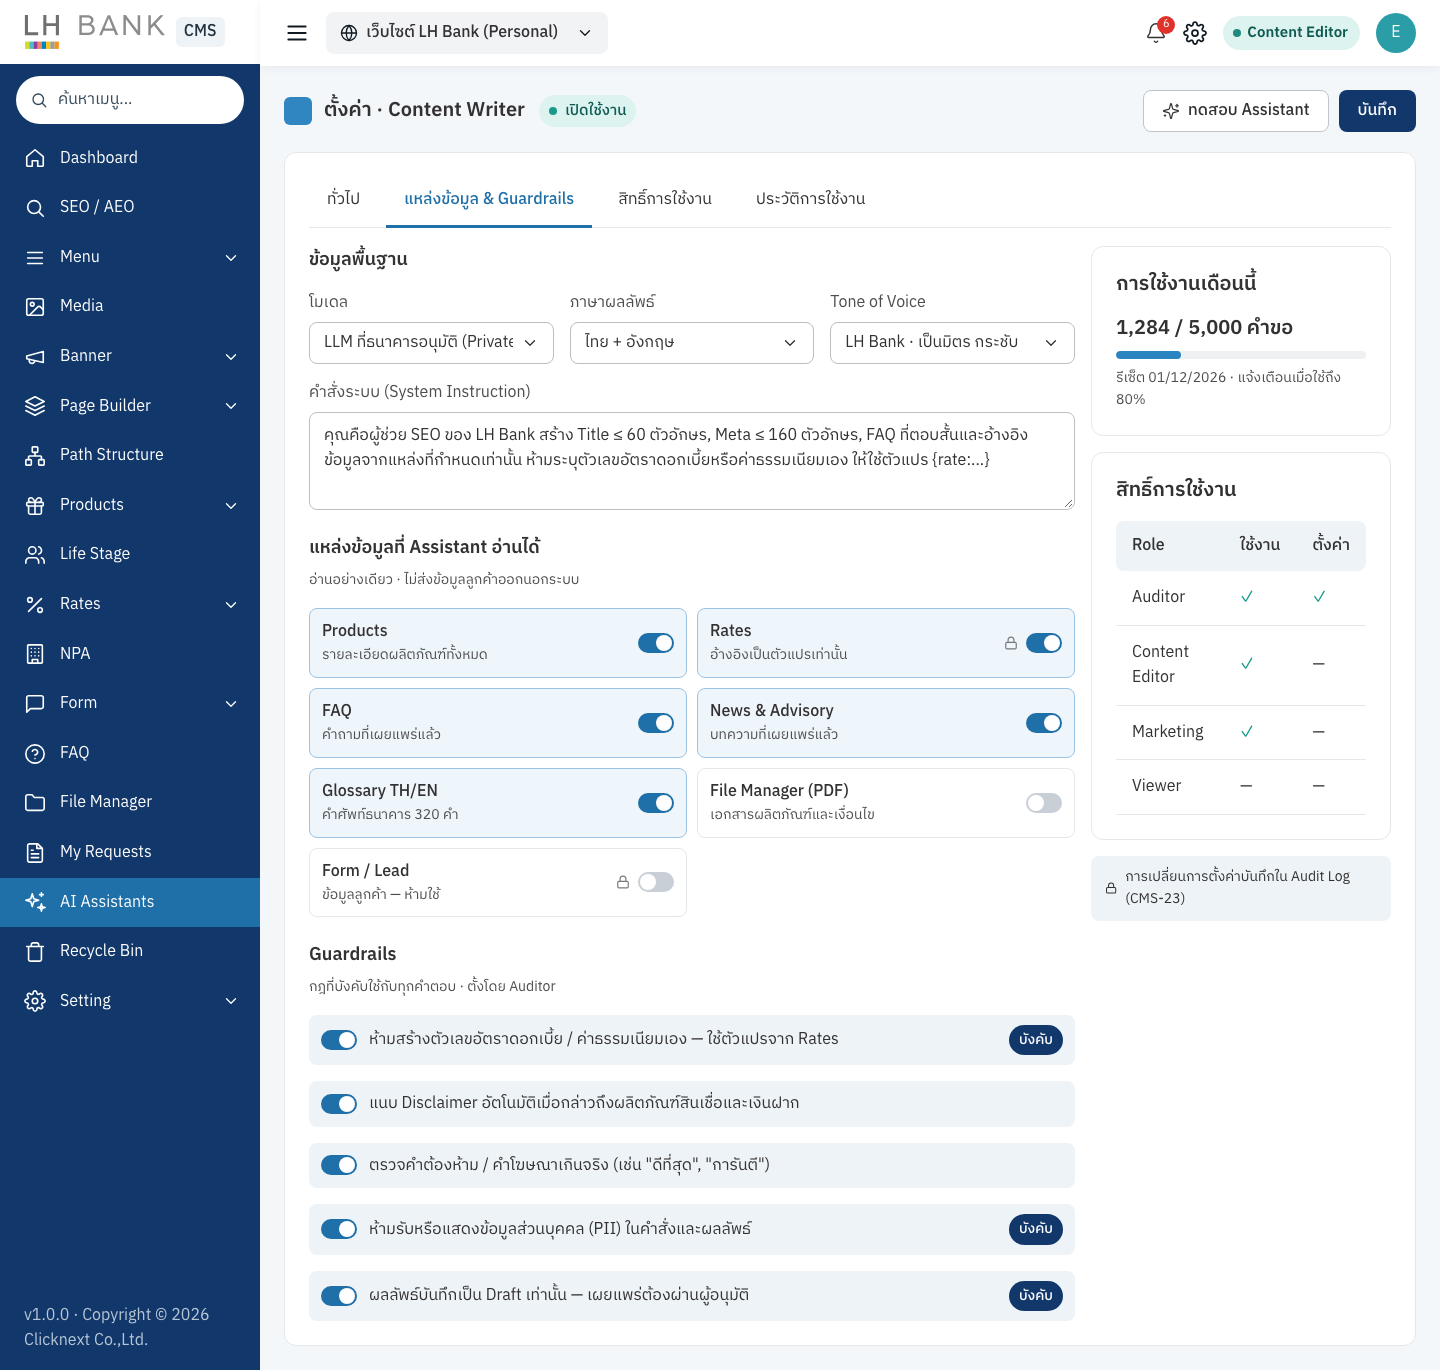 LH BANK CMS
เว็บไซต์ LH Bank (Personal)
6
Content Editor
E
ค้นหาเมนู...
Dashboard
SEO / AEO
Menu
Media
Banner
Page Builder
Path Structure
Products
Life Stage
Rates
NPA
Form
FAQ
File Manager
My Requests
AI Assistants
Recycle Bin
Setting
v1.0.0 · Copyright © 2026
Clicknext Co.,Ltd.
ตั้งค่า · Content Writer
เปิดใช้งาน
ทดสอบ Assistant
บันทึก
ทั่วไป
แหล่งข้อมูล & Guardrails
สิทธิ์การใช้งาน
ประวัติการใช้งาน
ข้อมูลพื้นฐาน
โมเดล
ภาษาผลลัพธ์
Tone of Voice
LLM ที่ธนาคารอนุมัติ (Private
ไทย + อังกฤษ
LH Bank · เป็นมิตร กระชับ
คำสั่งระบบ (System Instruction)
คุณคือผู้ช่วย SEO ของ LH Bank สร้าง Title ≤ 60 ตัวอักษร, Meta ≤ 160 ตัวอักษร, FAQ ที่ตอบสั้นและอ้างอิง
ข้อมูลจากแหล่งที่กำหนดเท่านั้น ห้ามระบุตัวเลขอัตราดอกเบี้ยหรือค่าธรรมเนียมเอง ให้ใช้ตัวแปร {rate:...}
แหล่งข้อมูลที่ Assistant อ่านได้
อ่านอย่างเดียว · ไม่ส่งข้อมูลลูกค้าออกนอกระบบ
Products
รายละเอียดผลิตภัณฑ์ทั้งหมด
Rates
อ้างอิงเป็นตัวแปรเท่านั้น
FAQ
คำถามที่เผยแพร่แล้ว
News & Advisory
บทความที่เผยแพร่แล้ว
Glossary TH/EN
คำศัพท์ธนาคาร 320 คำ
File Manager (PDF)
เอกสารผลิตภัณฑ์และเงื่อนไข
Form / Lead
ข้อมูลลูกค้า — ห้ามใช้
Guardrails
กฎที่บังคับใช้กับทุกคำตอบ · ตั้งโดย Auditor
ห้ามสร้างตัวเลขอัตราดอกเบี้ย / ค่าธรรมเนียมเอง — ใช้ตัวแปรจาก Rates
บังคับ
แนบ Disclaimer อัตโนมัติเมื่อกล่าวถึงผลิตภัณฑ์สินเชื่อและเงินฝาก
ตรวจคำต้องห้าม / คำโฆษณาเกินจริง (เช่น "ดีที่สุด", "การันตี")
ห้ามรับหรือแสดงข้อมูลส่วนบุคคล (PII) ในคำสั่งและผลลัพธ์
บังคับ
ผลลัพธ์บันทึกเป็น Draft เท่านั้น — เผยแพร่ต้องผ่านผู้อนุมัติ
บังคับ
การใช้งานเดือนนี้
1,284 / 5,000 คำขอ
รีเซ็ต 01/12/2026 · แจ้งเตือนเมื่อใช้ถึง
80%
สิทธิ์การใช้งาน
Role ใช้งาน ตั้งค่า
Auditor ✓ ✓
Content
Editor ✓ —
Marketing ✓ —
Viewer — —
การเปลี่ยนการตั้งค่าบันทึกใน Audit Log
(CMS-23)